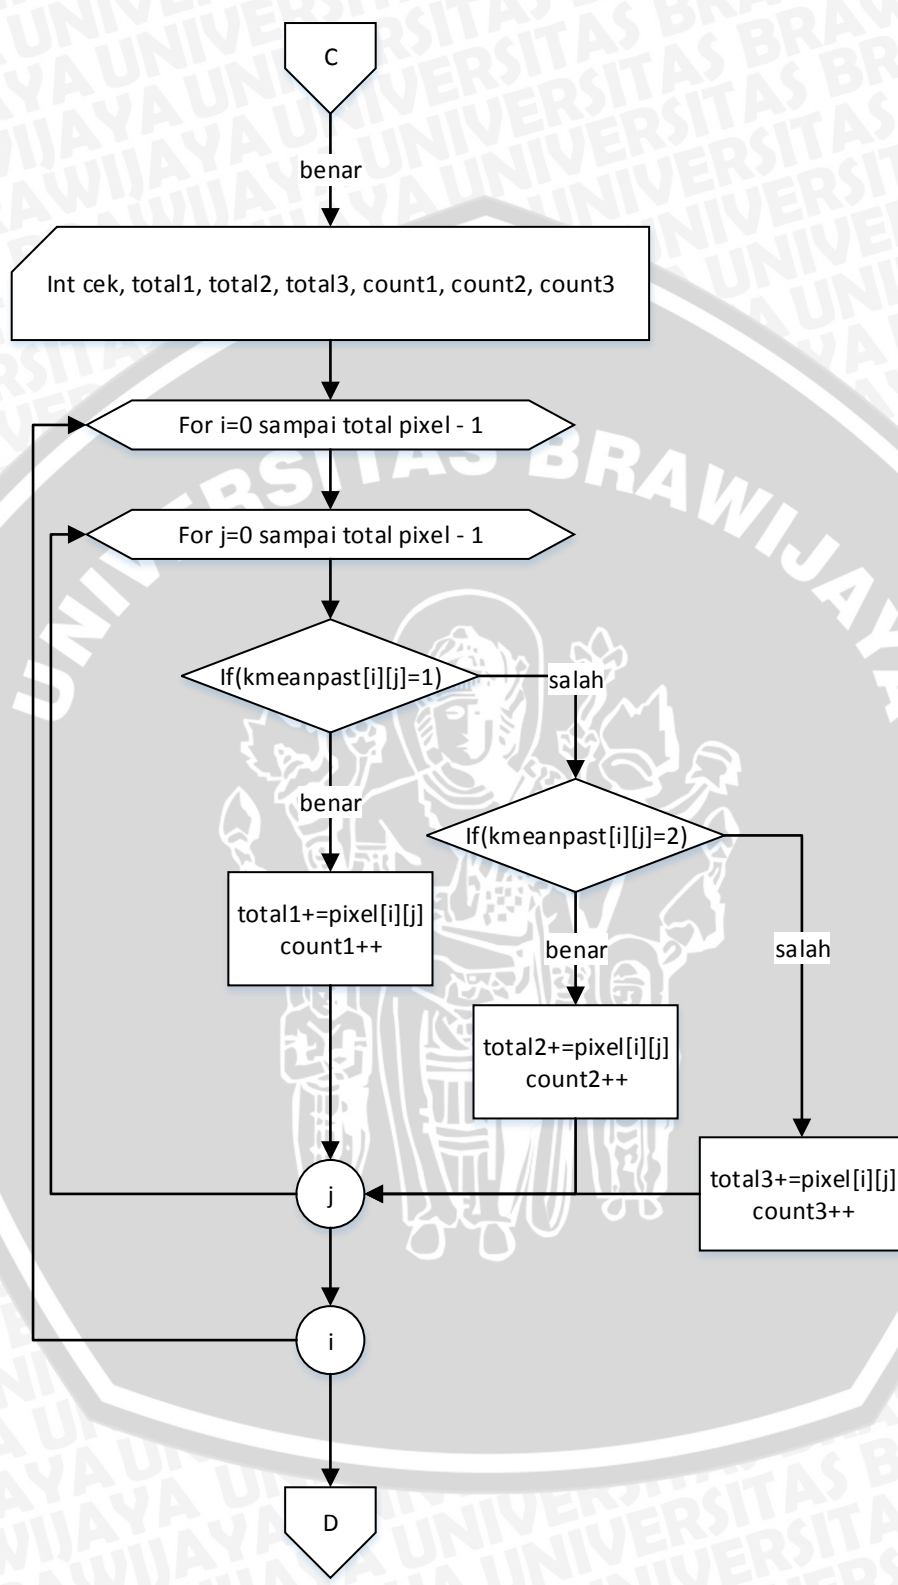 C
benar
Int cek, total1, total2, total3, count1, count2, count3
For i=0 sampai total pixel - 1
UNIVERSITAS BRAWIJAYA
For j=0 sampai total pixel - 1
If(kmeanpast[i][j]=1)
salah
benar
If(kmeanpast[i][j]=2)
total1+=pixel[i][j]
count1++
benar
salah
total2+=pixel[i][j]
count2++
total3+=pixel[i][j]
count3++
j
i
D